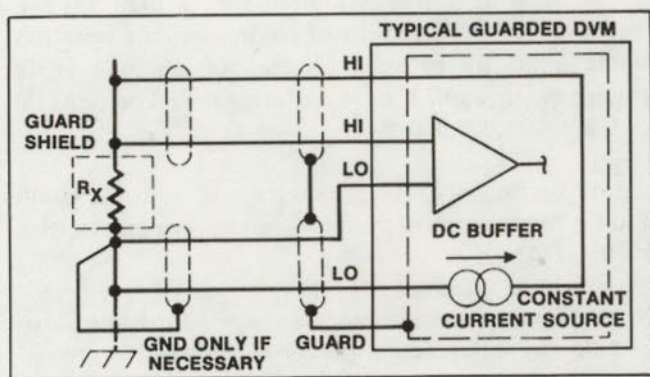 TYPICAL GUARDED DVM
HI
GUARD
SHIELD
HI
LO
RX
DC BUFFER
LO
CONSTANT
CURRENT SOURCE
GND ONLY IF
NECESSARY
GUARD